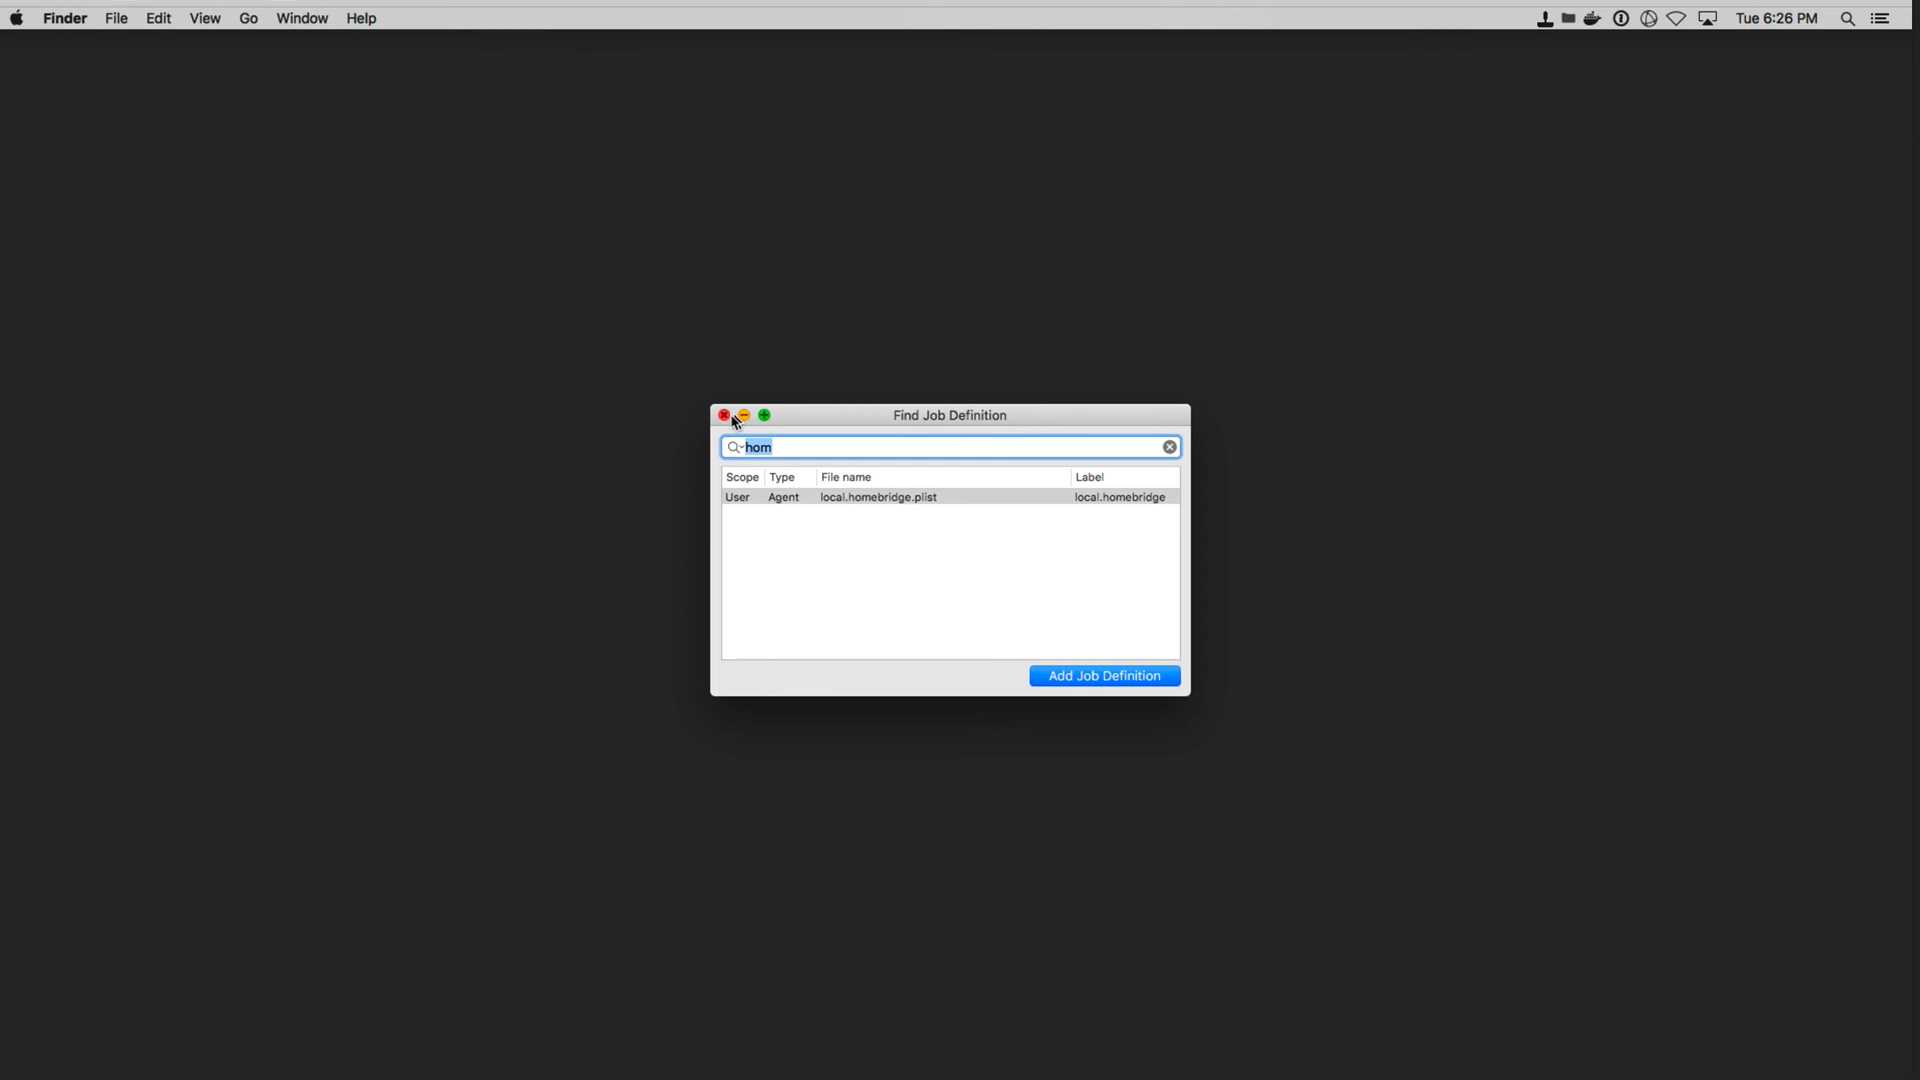 Finder File Edit View Go Window Help Tue 6:26 PM
Find Job Definition
hom
Scope Type File name Label
User Agent local.homebridge.plist local.homebridge
Add Job Definition